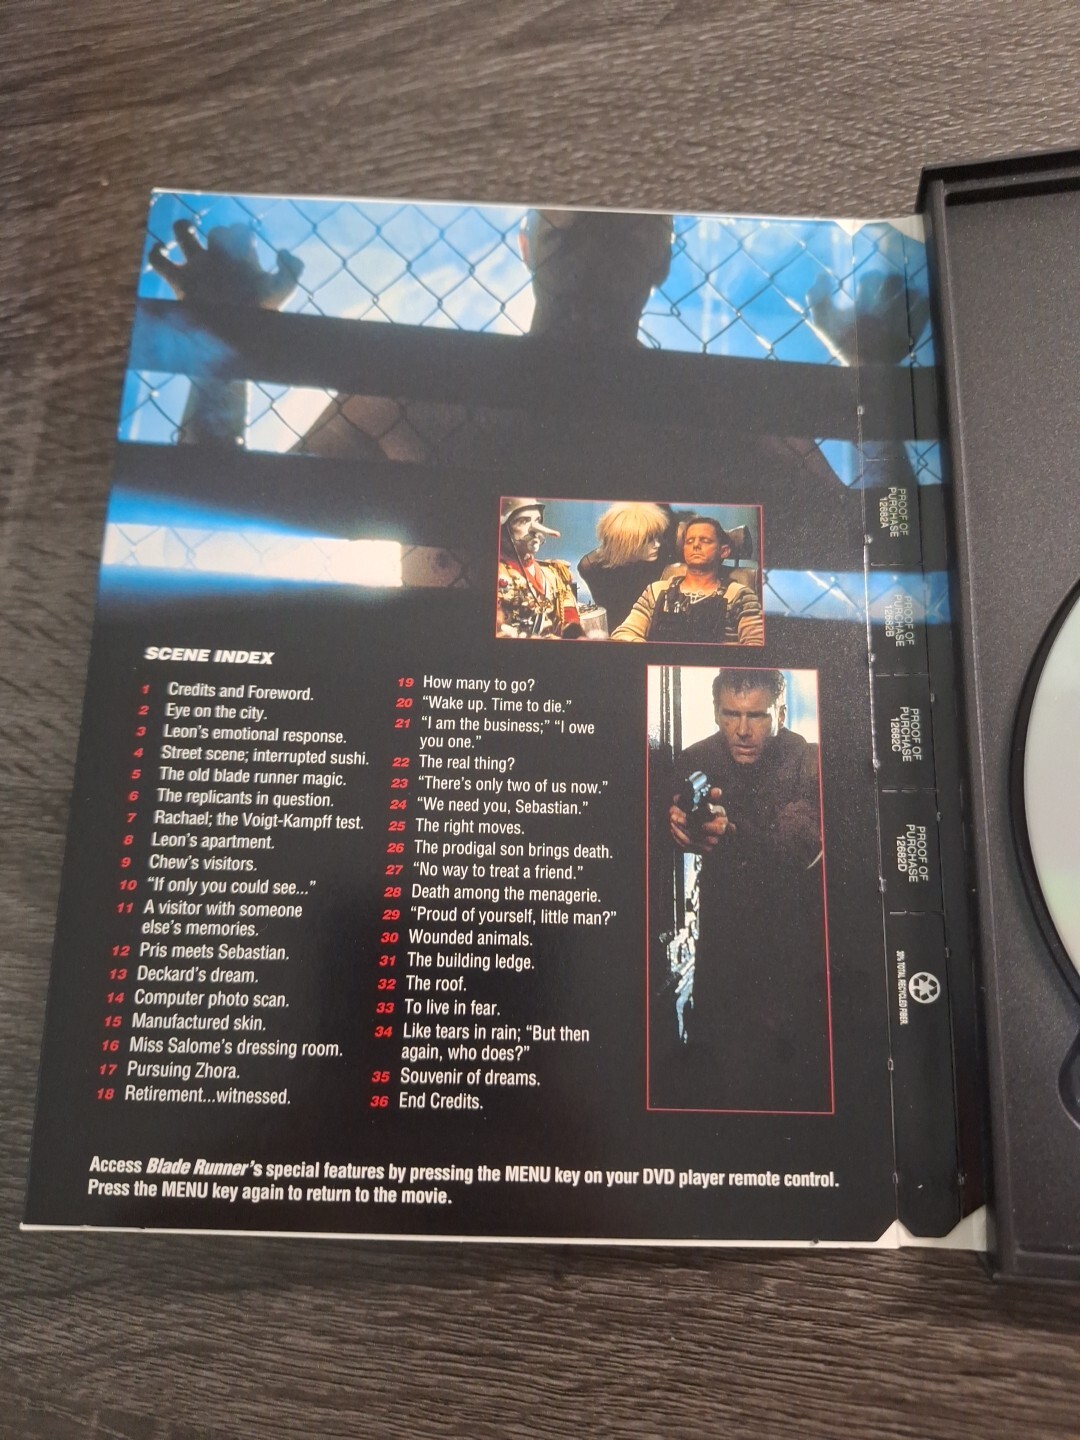 SCENE INDEX
1 Credits and Foreword.
2 Eye on the city.
3 Leon's emotional response.
4 Street scene; interrupted sushi.
5 The old blade runner magic.
6 The replicants in question.
7 Rachael; the Voigt-Kampff test.
8 Leon's apartment.
9 Chew's visitors.
10 “If only you could see...”
11 A visitor with someone
else's memories.
12 Pris meets Sebastian.
13 Deckard's dream.
14 Computer photo scan.
15 Manufactured skin.
16 Miss Salome's dressing room.
17 Pursuing Zhora.
18 Retirement...witnessed.
19 How many to go?
20 “Wake up. Time to die.”
21 “I am the business;” “I owe
you one.”
22 The real thing?
23 “There's only two of us now.”
24 “We need you, Sebastian.”
25 The right moves.
26 The prodigal son brings death.
27 “No way to treat a friend.”
28 Death among the menagerie.
29 “Proud of yourself, little man?”
30 Wounded animals.
31 The building ledge.
32 The roof.
33 To live in fear.
34 Like tears in rain; “But then
again, who does?”
35 Souvenir of dreams.
36 End Credits.
Access Blade Runner's special features by pressing the MENU key on your DVD player remote control.
Press the MENU key again to return to the movie.
PROOF OF
PURCHASE
12682A
PROOF OF
PURCHASE
12682B
PROOF OF
PURCHASE
12682C
PROOF OF
PURCHASE
12682D
TOTAL RECYCLED FIBER